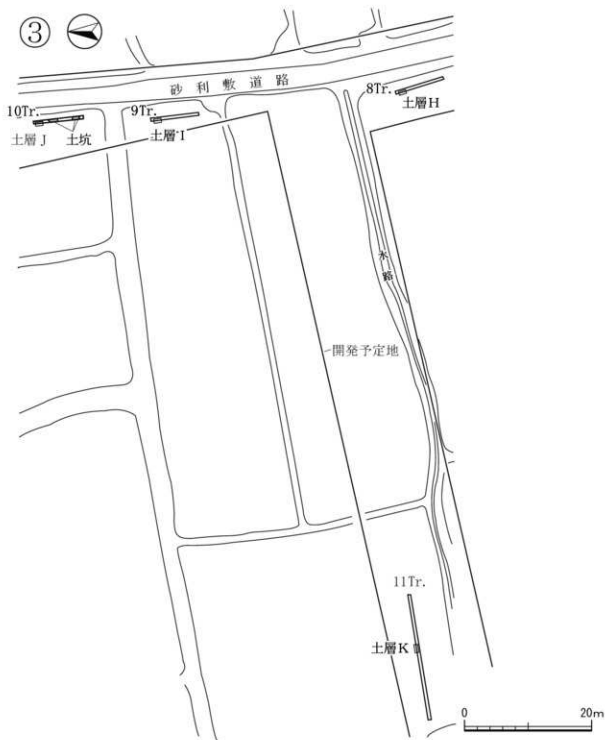 ③
砂利敷道路
10Tr.
9Tr.
8Tr.
土層J
土坑
土層I
土層H
水路
開発予定地
11Tr.
土層K
0
20m